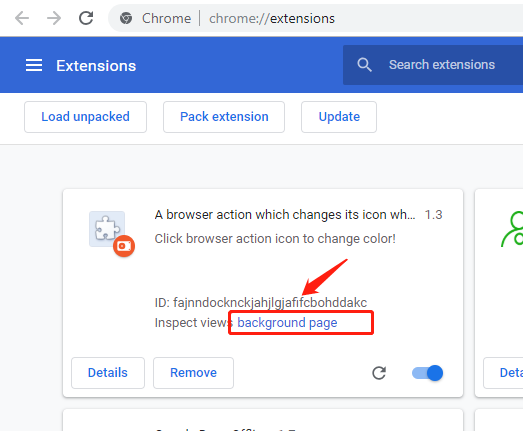 Chrome | chrome://extensions
Extensions
Search extensions
Load unpacked
Pack extension
Update
A browser action which changes its icon wh... 1.3
Click browser action icon to change color!
ID: fajnndocknckjahjlgjafifcbohddakc
Inspect views background page
Details
Remove
Deta